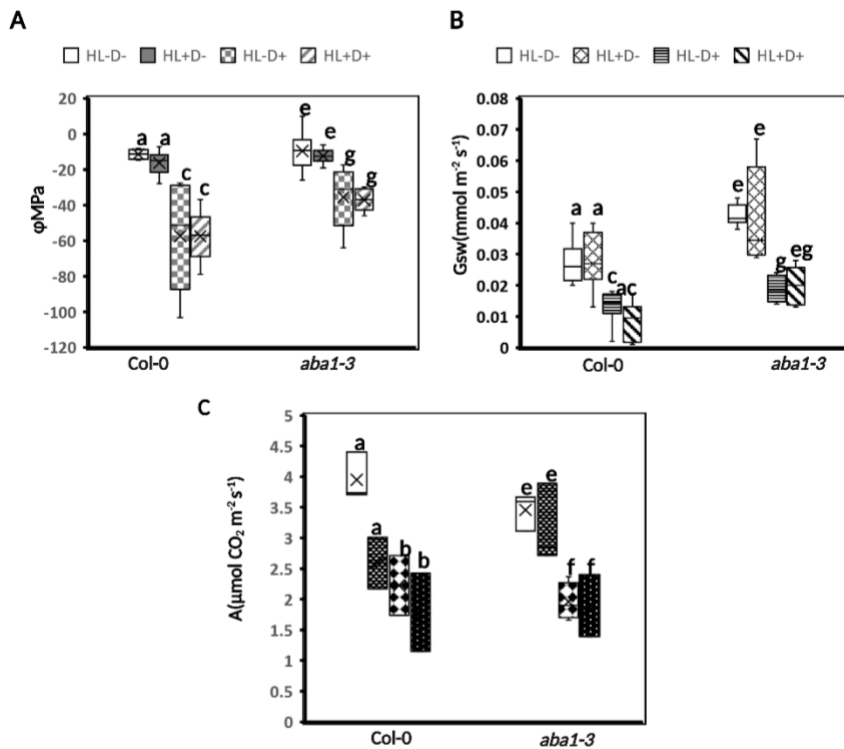 A
HL-D- HL+D- HL-D+ HL+D+
φMPa
20
0
-20
-40
-60
-80
-100
-120
a a c c e e g g
Col-0 aba1-3
B
HL-D- HL+D- HL-D+ HL+D+
Gsw(mmol m⁻² s⁻¹)
0.08
0.07
0.06
0.05
0.04
0.03
0.02
0.01
0
a a c ac e e g eg
Col-0 aba1-3
C
A(µmol CO₂ m⁻² s⁻¹)
5
4.5
4
3.5
3
2.5
2
1.5
1
0.5
0
a a b b e e f f
Col-0 aba1-3